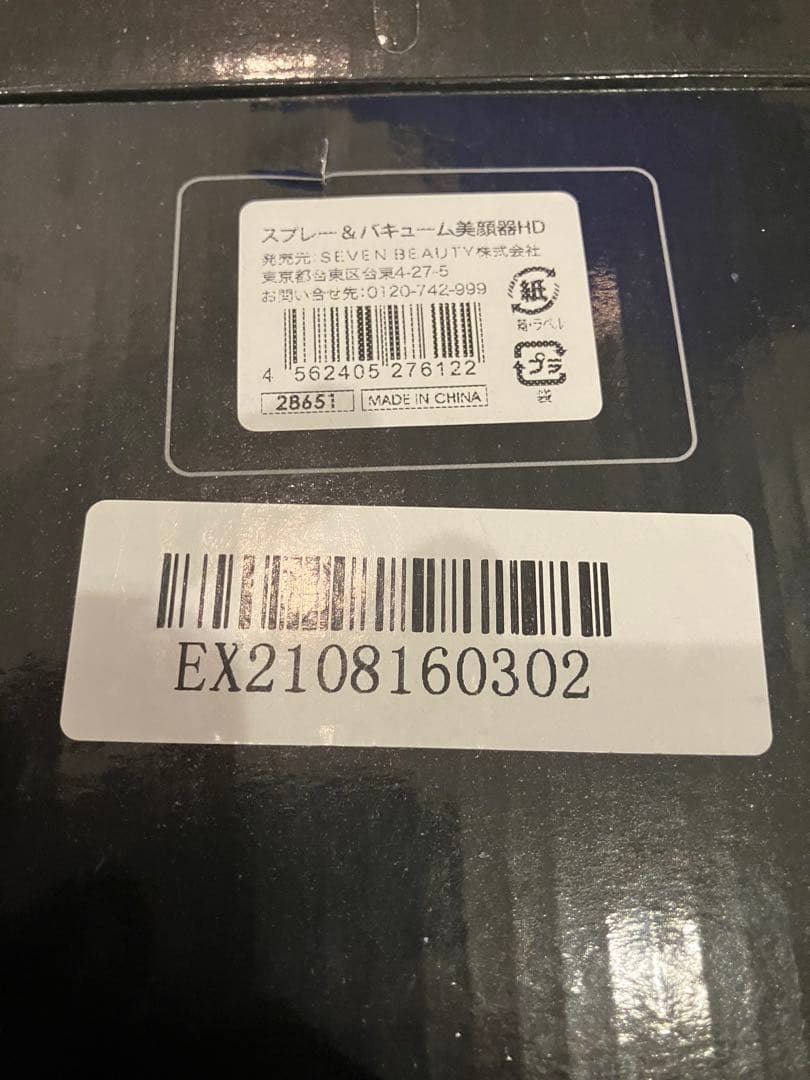 スプレー&バキューム美顔器HD
発売元:SEVEN BEAUTY株式会社
東京都台東区台東4-27-5
お問い合せ先:0120-742-999
紙
箱・ラベル
4 562405 276122
プラ
袋
28651 MADE IN CHINA
EX2108160302